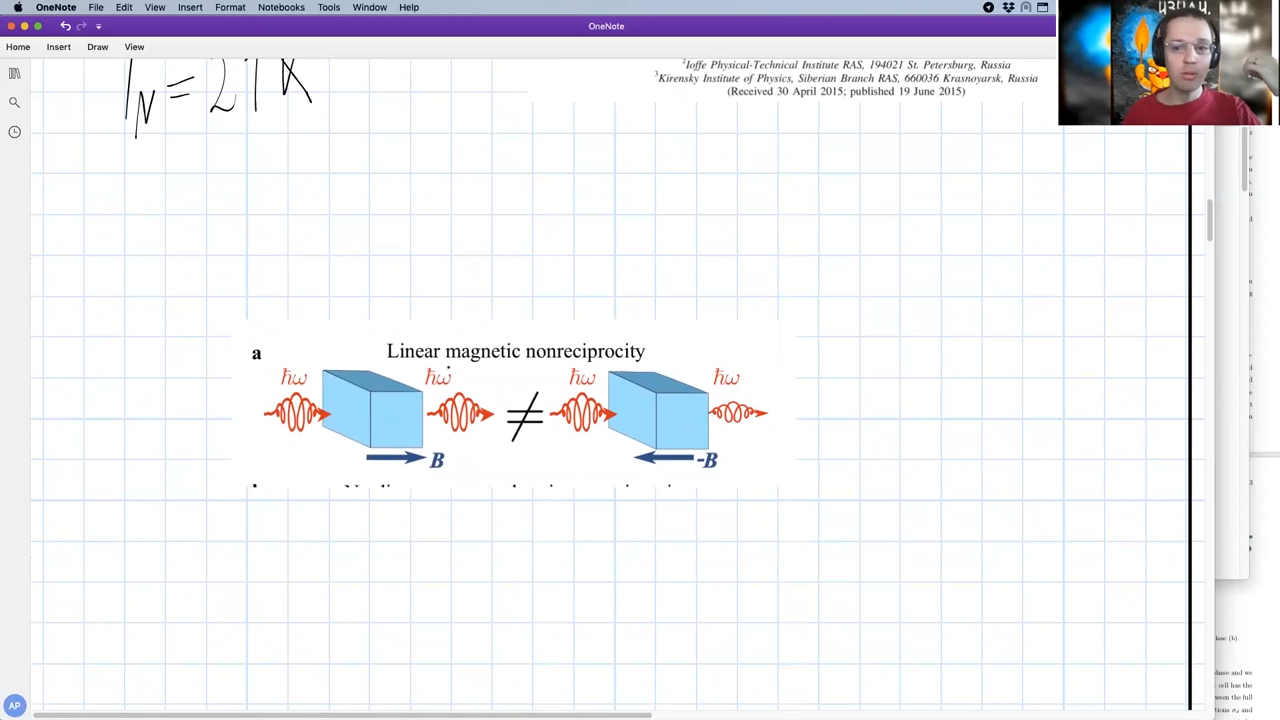 OneNote File Edit View Insert Format Notebooks Tools Window Help
OneNote
Home Insert Draw View
²Ioffe Physical-Technical Institute RAS, 194021 St. Petersburg, Russia
³Kirensky Institute of Physics, Siberian Branch RAS, 660036 Krasnoyarsk, Russia
(Received 30 April 2015; published 19 June 2015)
a Linear magnetic nonreciprocity
ħω ħω ħω ħω
≠
B -B
AP